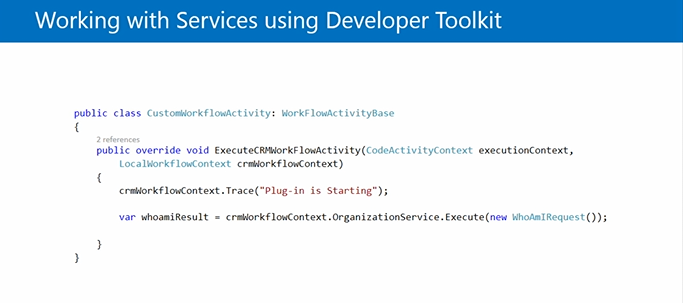 Working with Services using Developer Toolkit
public class CustomWorkflowActivity: WorkFlowActivityBase
{
2 references
public override void ExecuteCRMWorkFlowActivity(CodeActivityContext executionContext,
LocalWorkflowContext crmWorkflowContext)
{
crmWorkflowContext.Trace("Plug-in is Starting");
var whoamiResult = crmWorkflowContext.OrganizationService.Execute(new WhoAmIRequest());
}
}